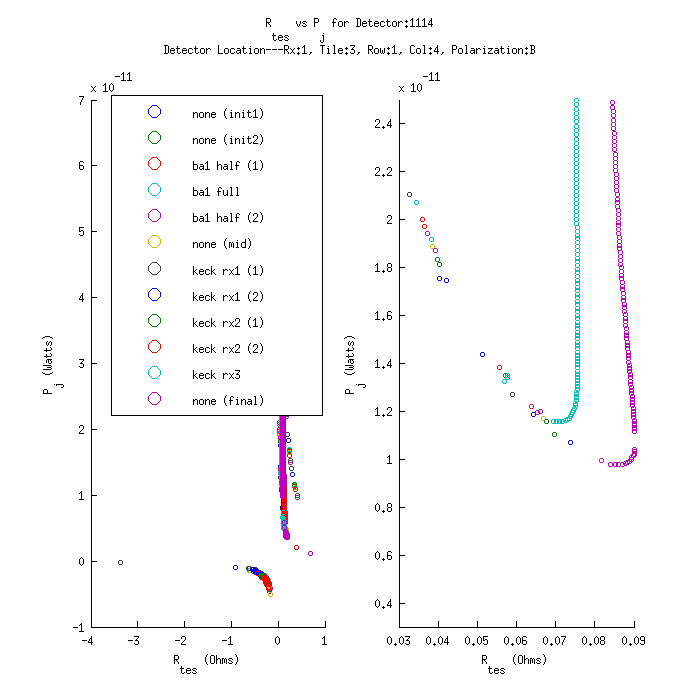 R tes vs P j for Detector:1114
Detector Location---Rx:1, Tile:3, Row:1, Col:4, Polarization:B
x 10 -11
7
6
5
4
3
2
1
0
-1
-4
-3
-2
-1
0
1
P j (Watts)
R tes (Ohms)
none (init1)
none (init2)
ba1 half (1)
ba1 full
ba1 half (2)
none (mid)
keck rx1 (1)
keck rx1 (2)
keck rx2 (1)
keck rx2 (2)
keck rx3
none (final)
x 10 -11
2.4
2.2
2
1.8
1.6
1.4
1.2
1
0.8
0.6
0.4
0.03
0.04
0.05
0.06
0.07
0.08
0.09
P j (Watts)
R tes (Ohms)